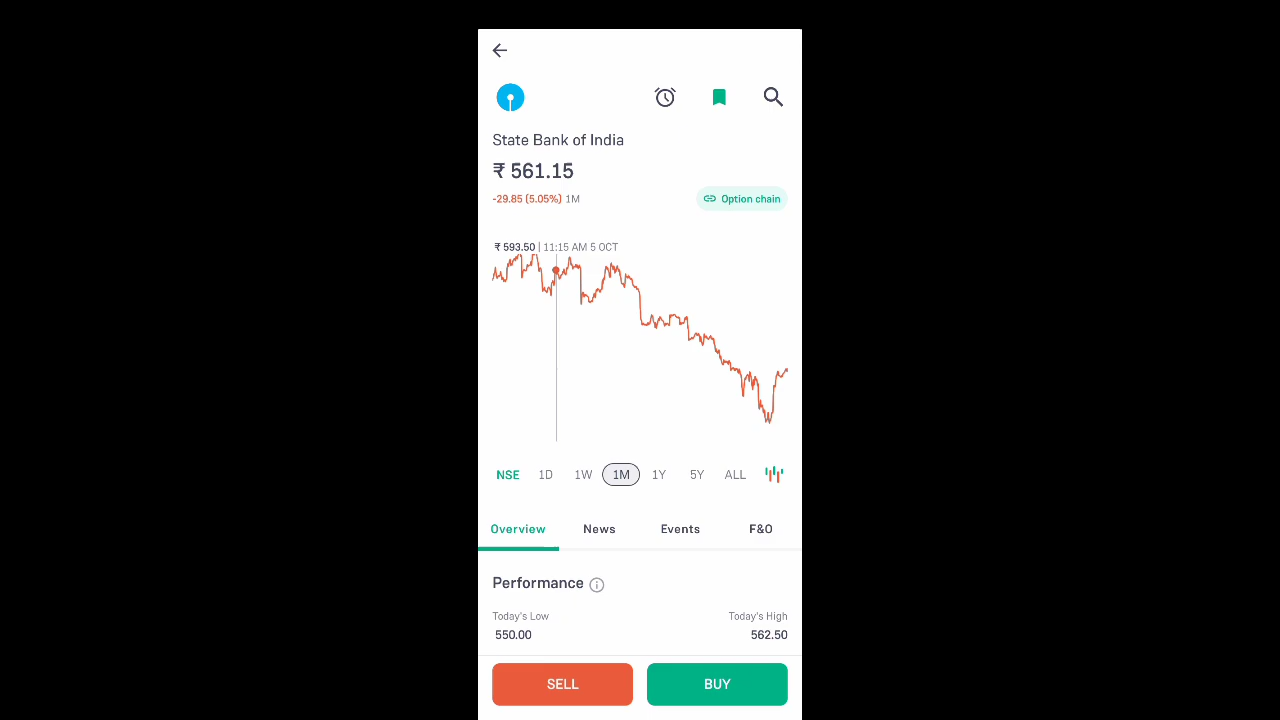 State Bank of India
₹ 561.15
-29.85 (5.05%) 1M
Option chain
₹ 593.50 | 11:15 AM 5 OCT
NSE 1D 1W 1M 1Y 5Y ALL
Overview News Events F&O
Performance
Today's Low Today's High
550.00 562.50
SELL BUY